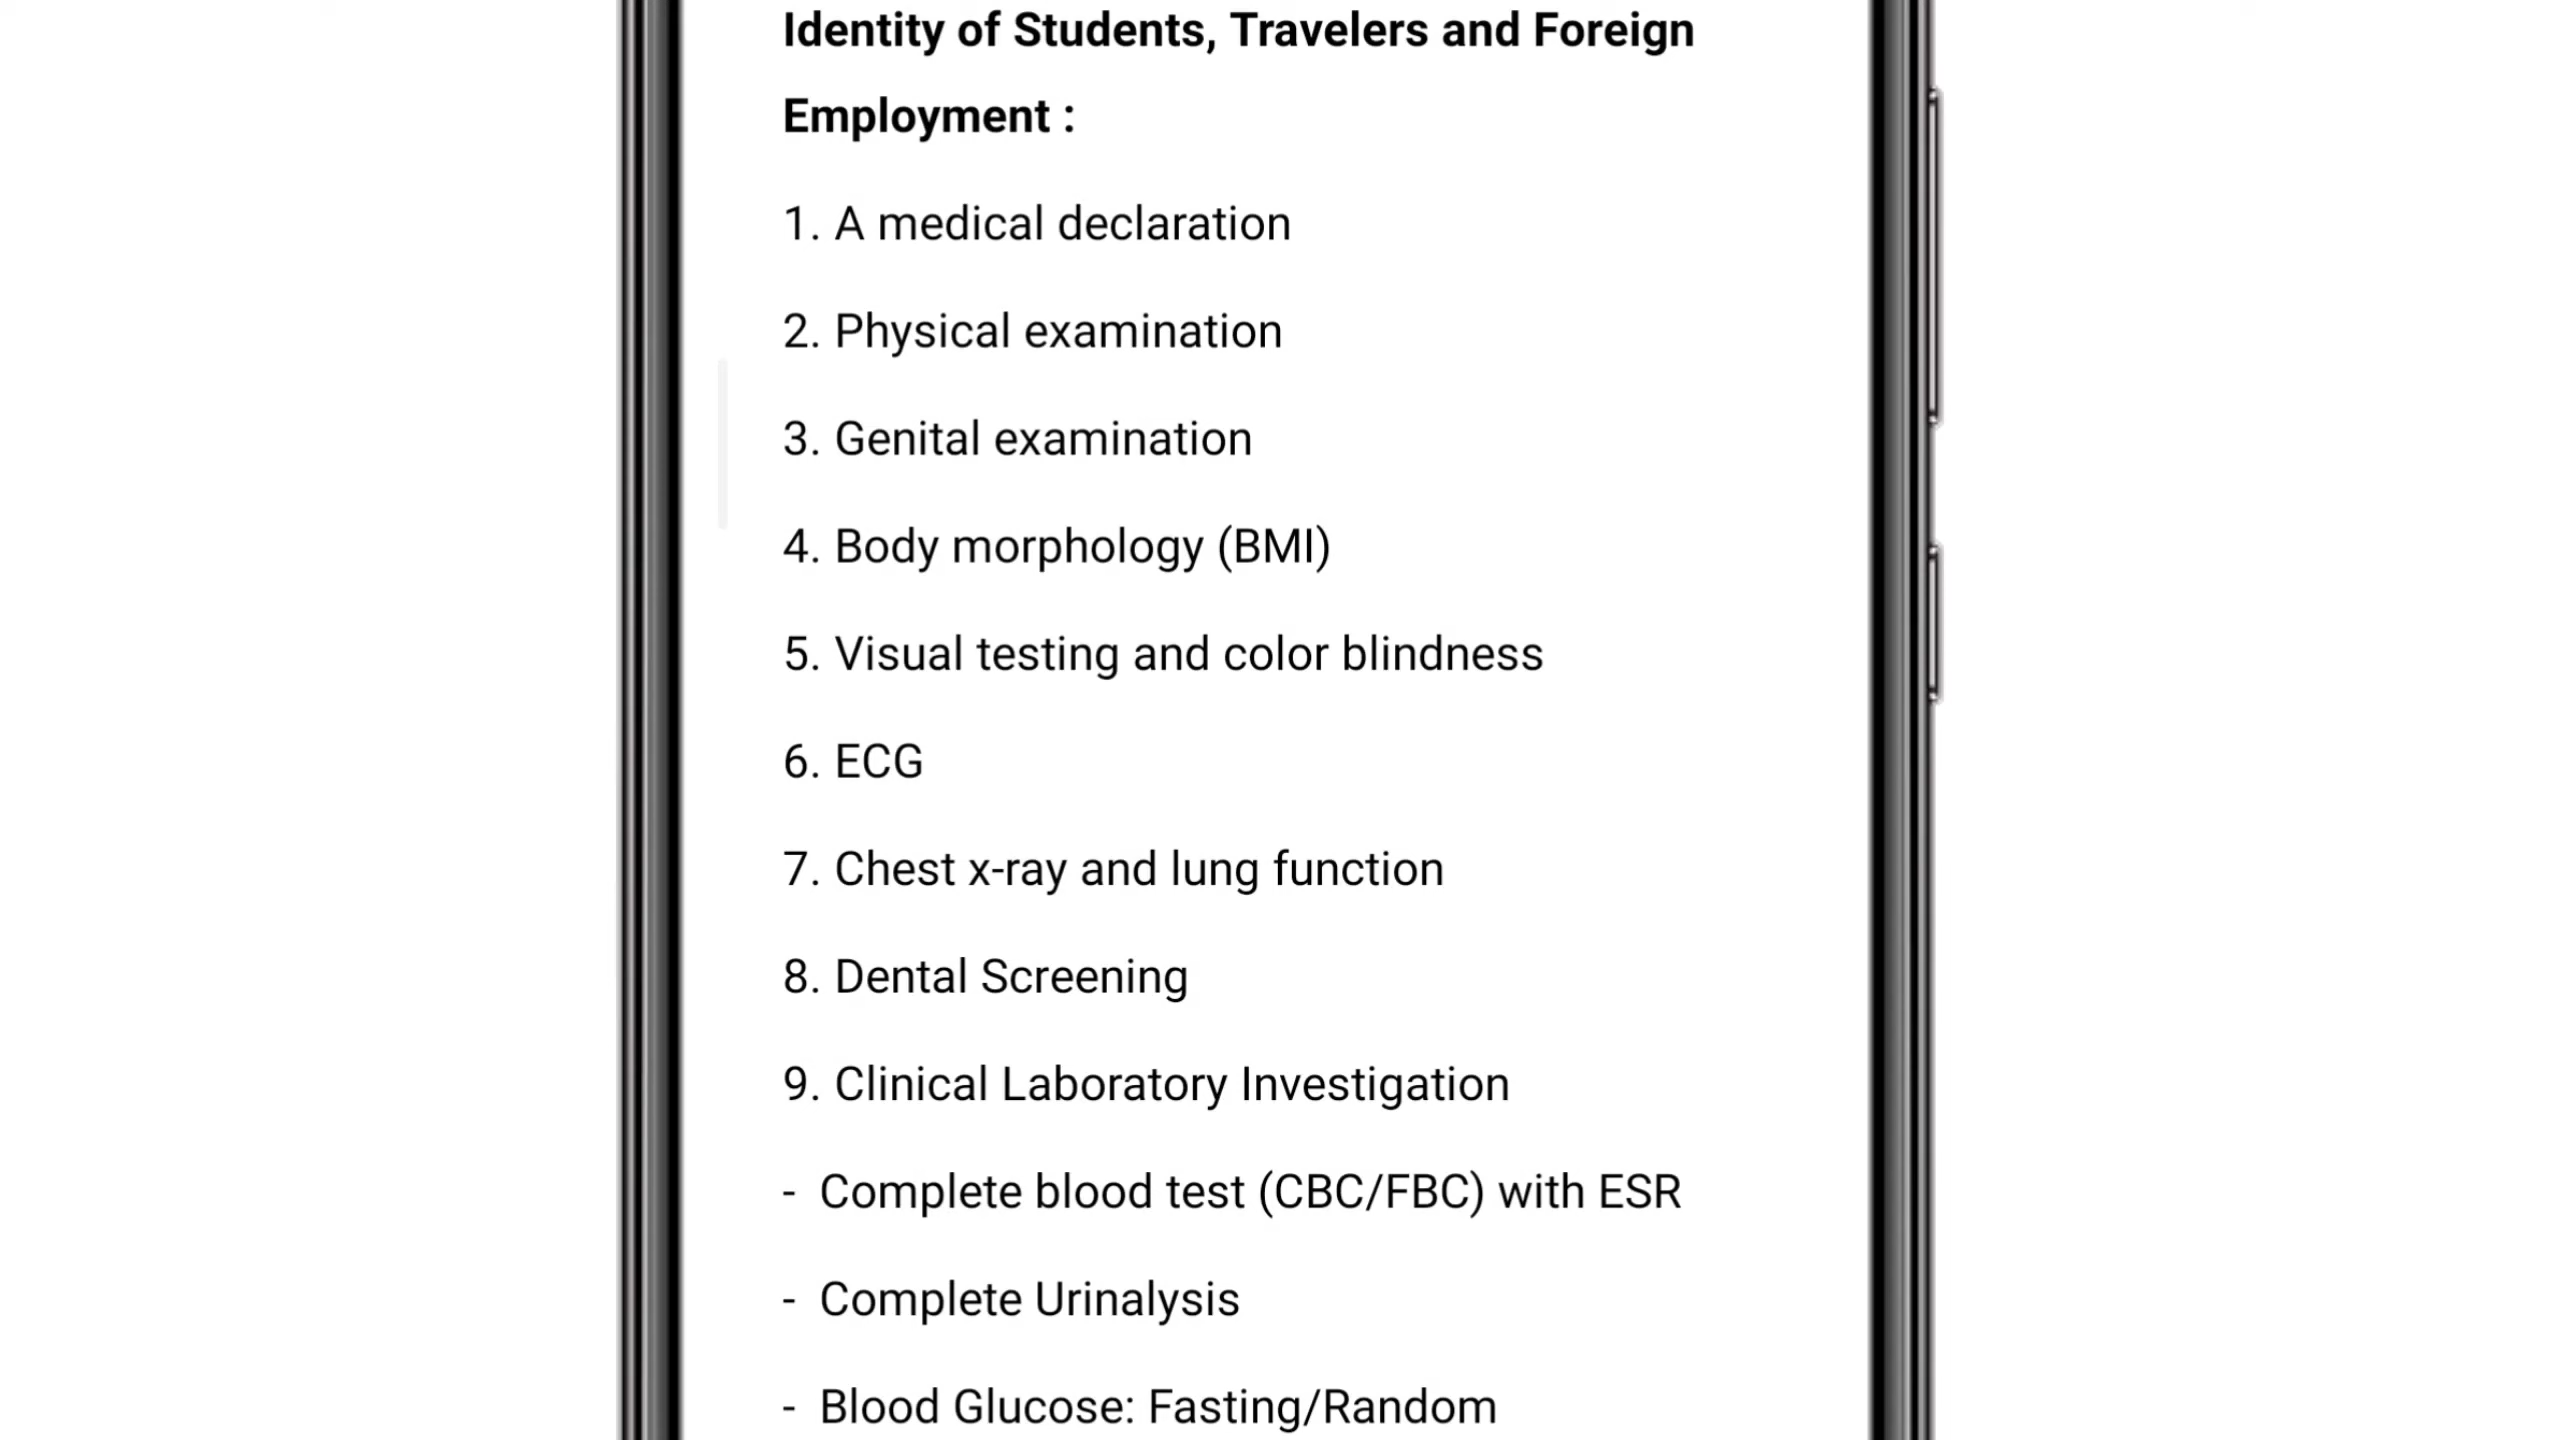 Identity of Students, Travelers and Foreign
Employment :
1. A medical declaration
2. Physical examination
3. Genital examination
4. Body morphology (BMI)
5. Visual testing and color blindness
6. ECG
7. Chest x-ray and lung function
8. Dental Screening
9. Clinical Laboratory Investigation
- Complete blood test (CBC/FBC) with ESR
- Complete Urinalysis
- Blood Glucose: Fasting/Random